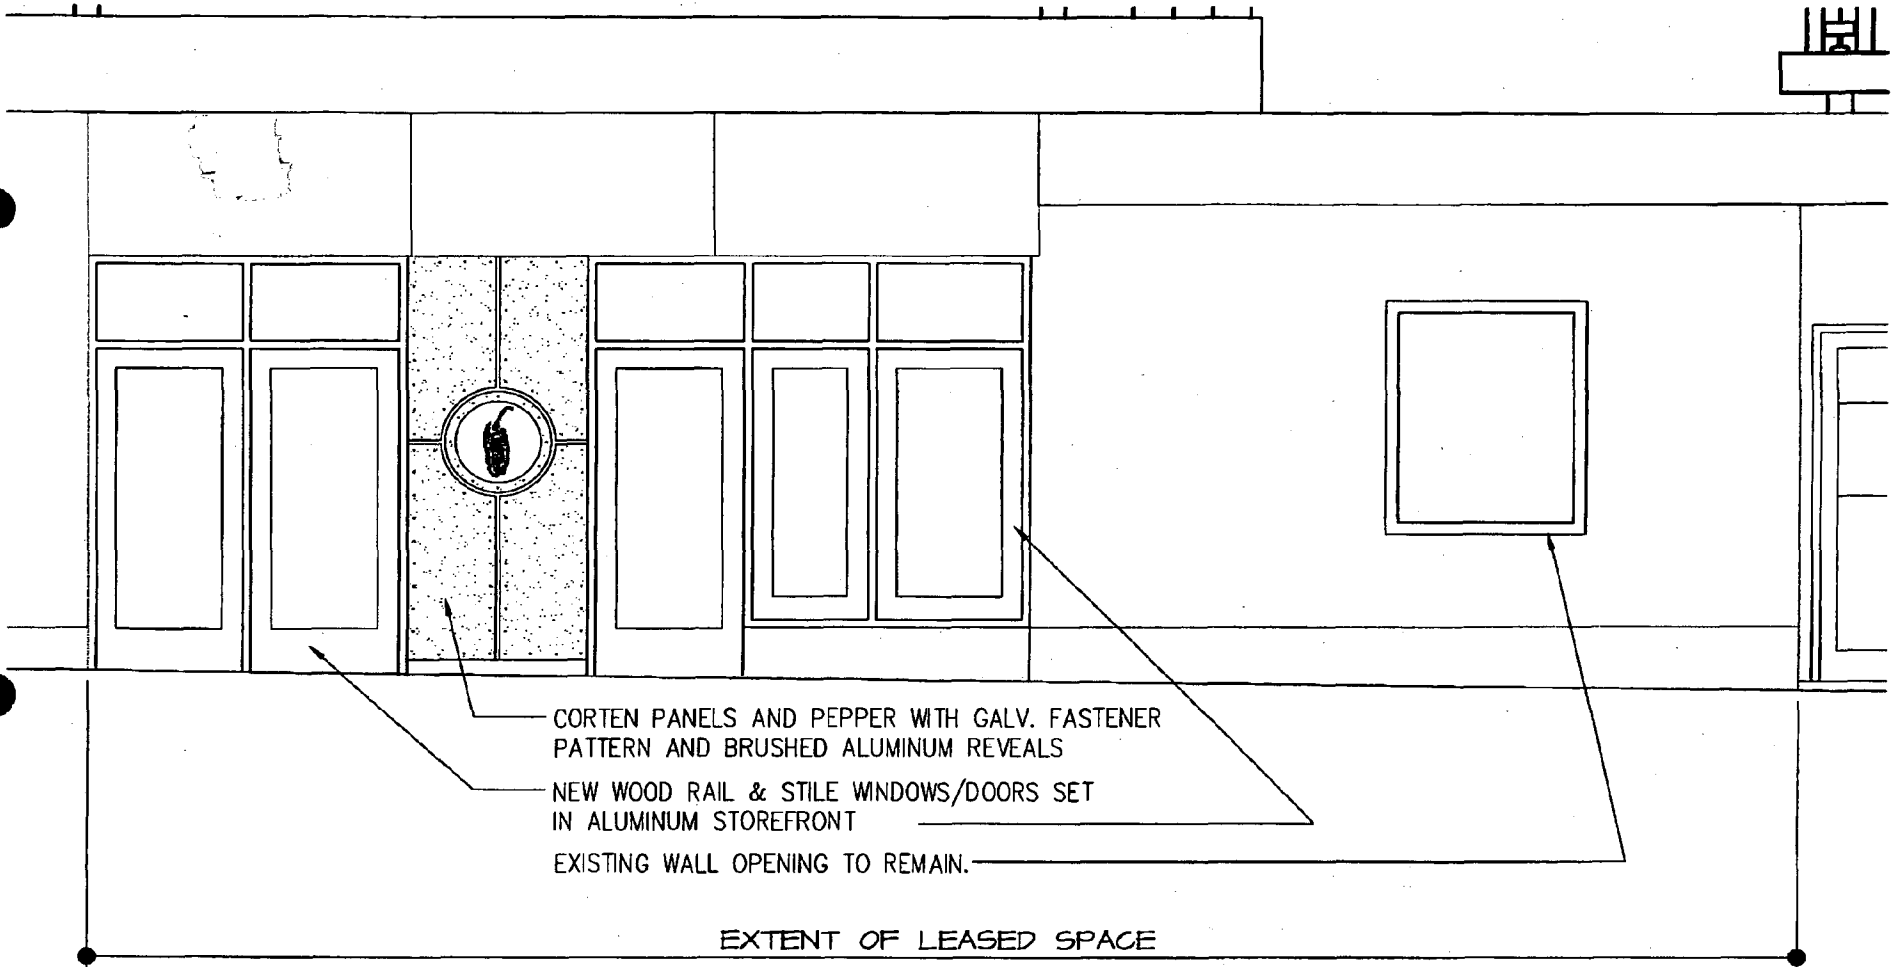 CORTEN PANELS AND PEPPER WITH GALV. FASTENER
PATTERN AND BRUSHED ALUMINUM REVEALS
NEW WOOD RAIL & STILE WINDOWS/DOORS SET
IN ALUMINUM STOREFRONT
EXISTING WALL OPENING TO REMAIN.
EXTENT OF LEASED SPACE